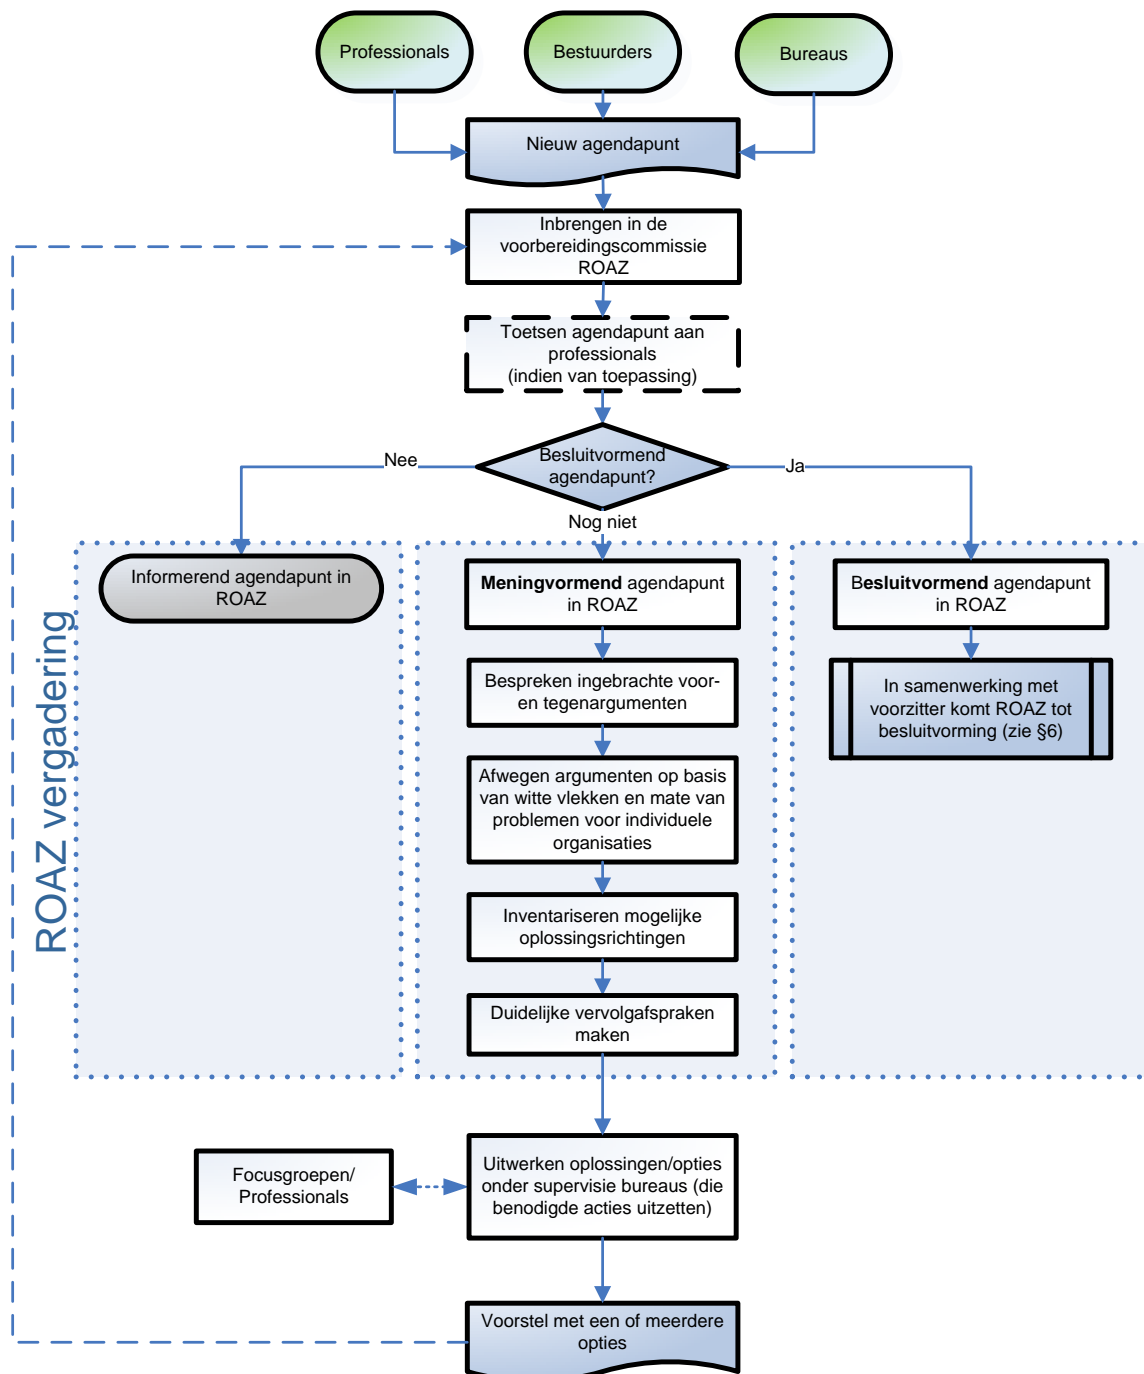 Professionals
Bestuurders
Bureaus
Nieuw agendapunt
Inbrengen in de
voorbereidingscommissie
ROAZ
Toetsen agendapunt aan
professionals
(indien van toepassing)
Besluitvormend
agendapunt?
Nee
Ja
Nog niet
ROAZ vergadering
Informerend agendapunt in
ROAZ
Meningvormend agendapunt
in ROAZ
Besluitvormend agendapunt
in ROAZ
Bespreken ingebrachte voor-
en tegenargumenten
In samenwerking met
voorzitter komt ROAZ tot
besluitvorming (zie §6)
Afwegen argumenten op basis
van witte vlekken en mate van
problemen voor individuele
organisaties
Inventariseren mogelijke
oplossingsrichtingen
Duidelijke vervolgafspraken
maken
Focusgroepen/
Professionals
Uitwerken oplossingen/opties
onder supervisie bureaus (die
benodigde acties uitzetten)
Voorstel met een of meerdere
opties